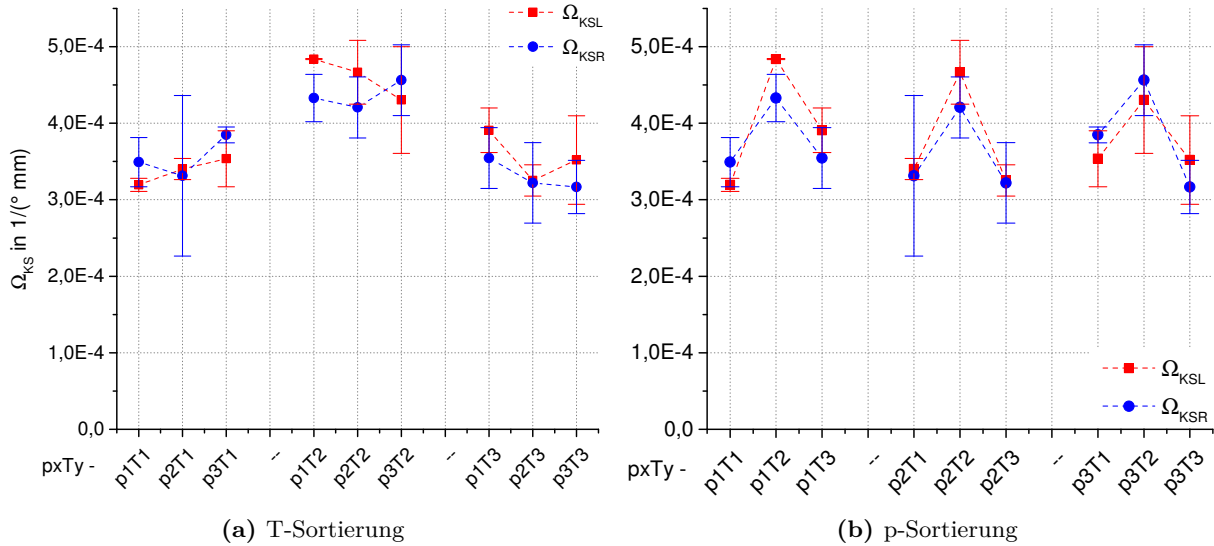 Ω_KSL
Ω_KSR
5,0E-4
4,0E-4
3,0E-4
2,0E-4
1,0E-4
0,0
Ω_KS in 1/(° mm)
pxTy -
p1T1
p2T1
p3T1
--
p1T2
p2T2
p3T2
--
p1T3
p2T3
p3T3
(a) T-Sortierung
5,0E-4
4,0E-4
3,0E-4
2,0E-4
1,0E-4
0,0
Ω_KSL
Ω_KSR
pxTy -
p1T1
p1T2
p1T3
--
p2T1
p2T2
p2T3
--
p3T1
p3T2
p3T3
(b) p-Sortierung